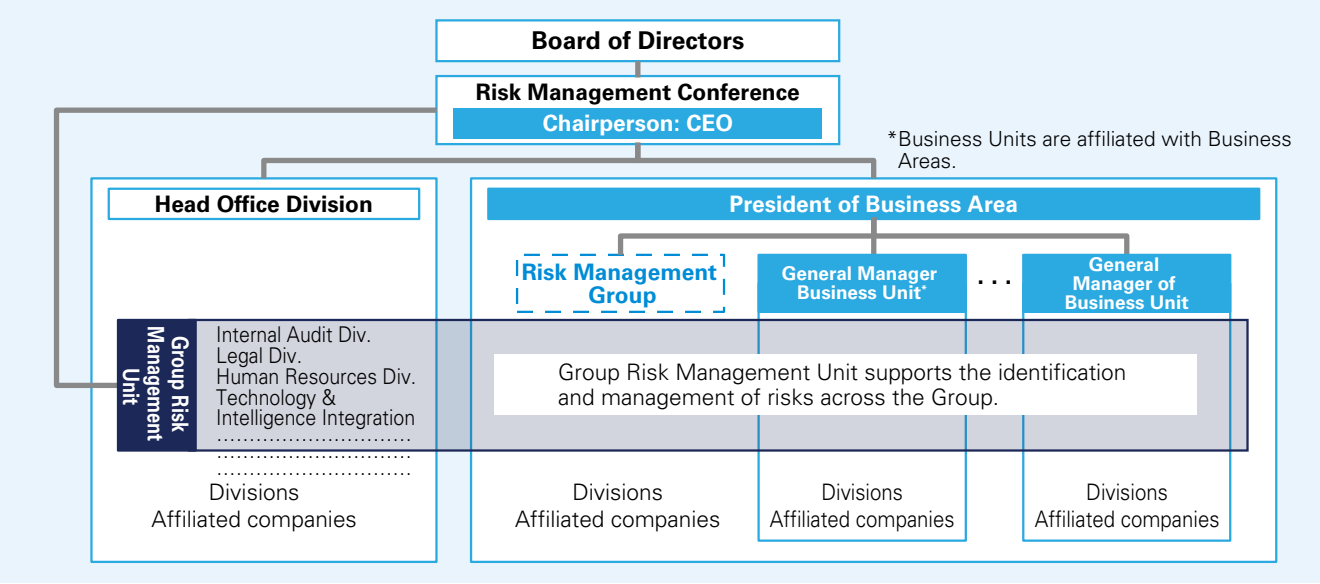 Board of Directors
Risk Management Conference
Chairperson: CEO
*Business Units are affiliated with Business
Areas.
Head Office Division
President of Business Area
Risk Management
Group
General Manager
Business Unit*
...
General
Manager of
Business Unit
Group Risk
Management
Unit
Internal Audit Div.
Legal Div.
Human Resources Div.
Technology &
Intelligence Integration
..............................
..............................
..............................
Group Risk Management Unit supports the identification
and management of risks across the Group.
Divisions
Affiliated companies
Divisions
Affiliated companies
Divisions
Affiliated companies
Divisions
Affiliated companies